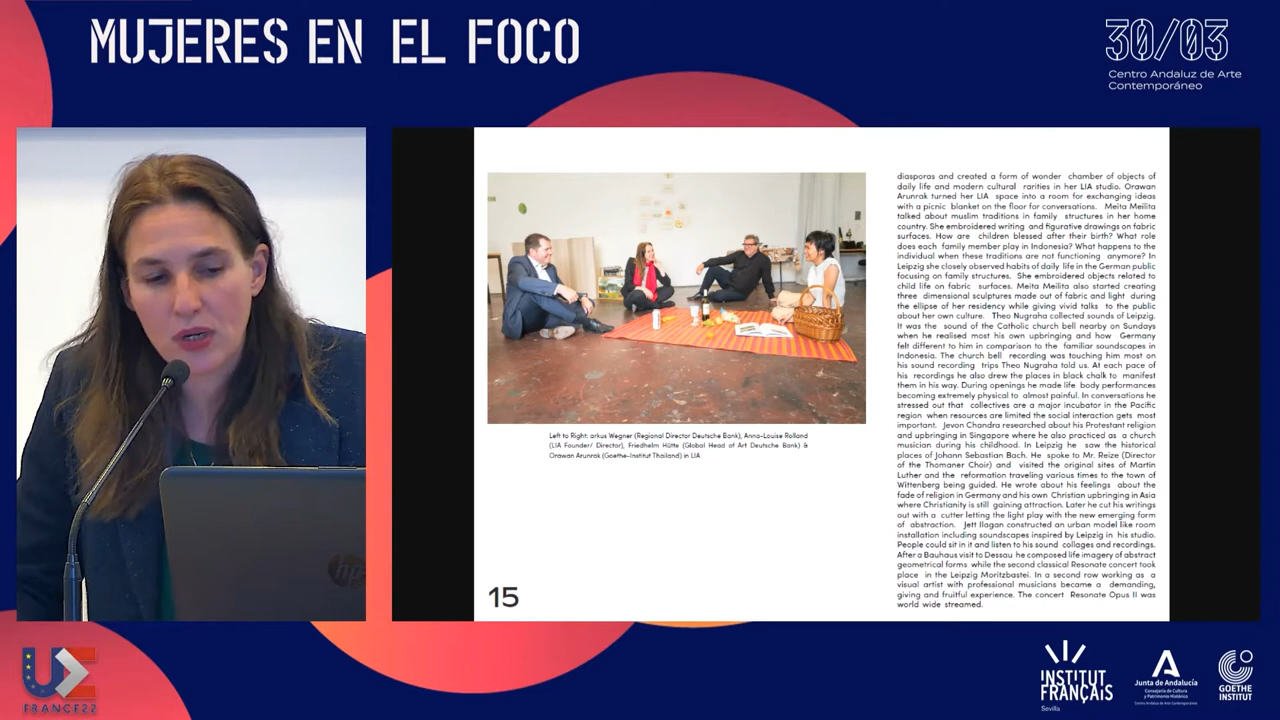 MUJERES EN EL FOCO
30/03
Centro Andaluz de Arte
Contemporáneo
diasporas and created a form of wonder chamber of objects of
daily life and modern cultural rarities in her LIA studio. Orawan
Arunrak turned her LIA space into a room for exchanging ideas
with a picnic blanket on the floor for conversations. Meita Meilita
talked about muslim traditions in family structures in her home
country. She embroidered writing and figurative drawings on fabric
surfaces. How are children blessed after their birth? What role
does each family member play in Indonesia? What happens to the
individual when these traditions are not functioning anymore? In
Leipzig she closely observed habits of daily life in the German public
focusing on family structures. She embroidered objects related to
child life on fabric surfaces. Meita Meilita also started creating
three dimensional sculptures made out of fabric and light during
the ellipse of her residency while giving vivid talks to the public
about her own culture. Theo Nugraha collected sounds of Leipzig.
It was the sound of the Catholic church bell nearby on Sundays
when he realised most his own upbringing and how Germany
felt different to him in comparison to the familiar soundscapes in
Indonesia. The church bell recording was touching him most on
his sound recording trips Theo Nugraha told us. At each pace of
his recordings he also drew the places in black chalk to manifest
them in his way. During openings he made life body performances
becoming extremely physical to almost painful. In conversations he
stressed out that collectives are a major incubator in the Pacific
region when resources are limited the social interaction gets most
important. Jevon Chandra researched about his Protestant religion
and upbringing in Singapore where he also practiced as a church
musician during his childhood. In Leipzig he saw the historical
places of Johann Sebastian Bach. He spoke to Mr. Reize (Director
of the Thomaner Choir) and visited the original sites of Martin
Luther and the reformation traveling various times to the town of
Wittenberg being guided. He wrote about his feelings about the
fade of religion in Germany and his own Christian upbringing in Asia
where Christianity is still gaining attraction. Later he cut his writings
out with a cutter letting the light play with the new emerging form
of abstraction. Jett Ilagan constructed an urban model like room
installation including soundscapes inspired by Leipzig in his studio.
People could sit in it and listen to his sound collages and recordings.
After a Bauhaus visit to Dessau he composed life imagery of abstract
geometrical forms while the second classical Resonate concert took
place in the Leipzig Moritzbastei. In a second row working as a
visual artist with professional musicians became a demanding,
giving and fruitful experience. The concert Resonate Opus II was
world wide streamed.
Left to Right: arkus Wegner (Regional Director Deutsche Bank), Anna-Louise Rolland
(LIA Founder/ Director), Friedhelm Hütte (Global Head of Art Deutsche Bank) &
Orawan Arunrak (Goethe-Institut Thailand) in LIA
15
hp
UE
FRANCE22
INSTITUT
FRANÇAIS
Sevilla
Junta de Andalucía
Consejería de Cultura
y Patrimonio Histórico
Centro Andaluz de Arte Contemporáneo
GOETHE
INSTITUT